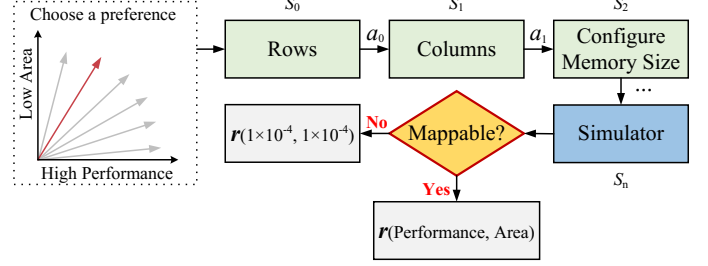 Choose a preference
Low Area
High Performance
S0
S1
S2
Rows
a0
Columns
a1
Configure
Memory Size
...
r(1×10-4, 1×10-4)
No
Mappable?
Simulator
Sn
Yes
r(Performance, Area)